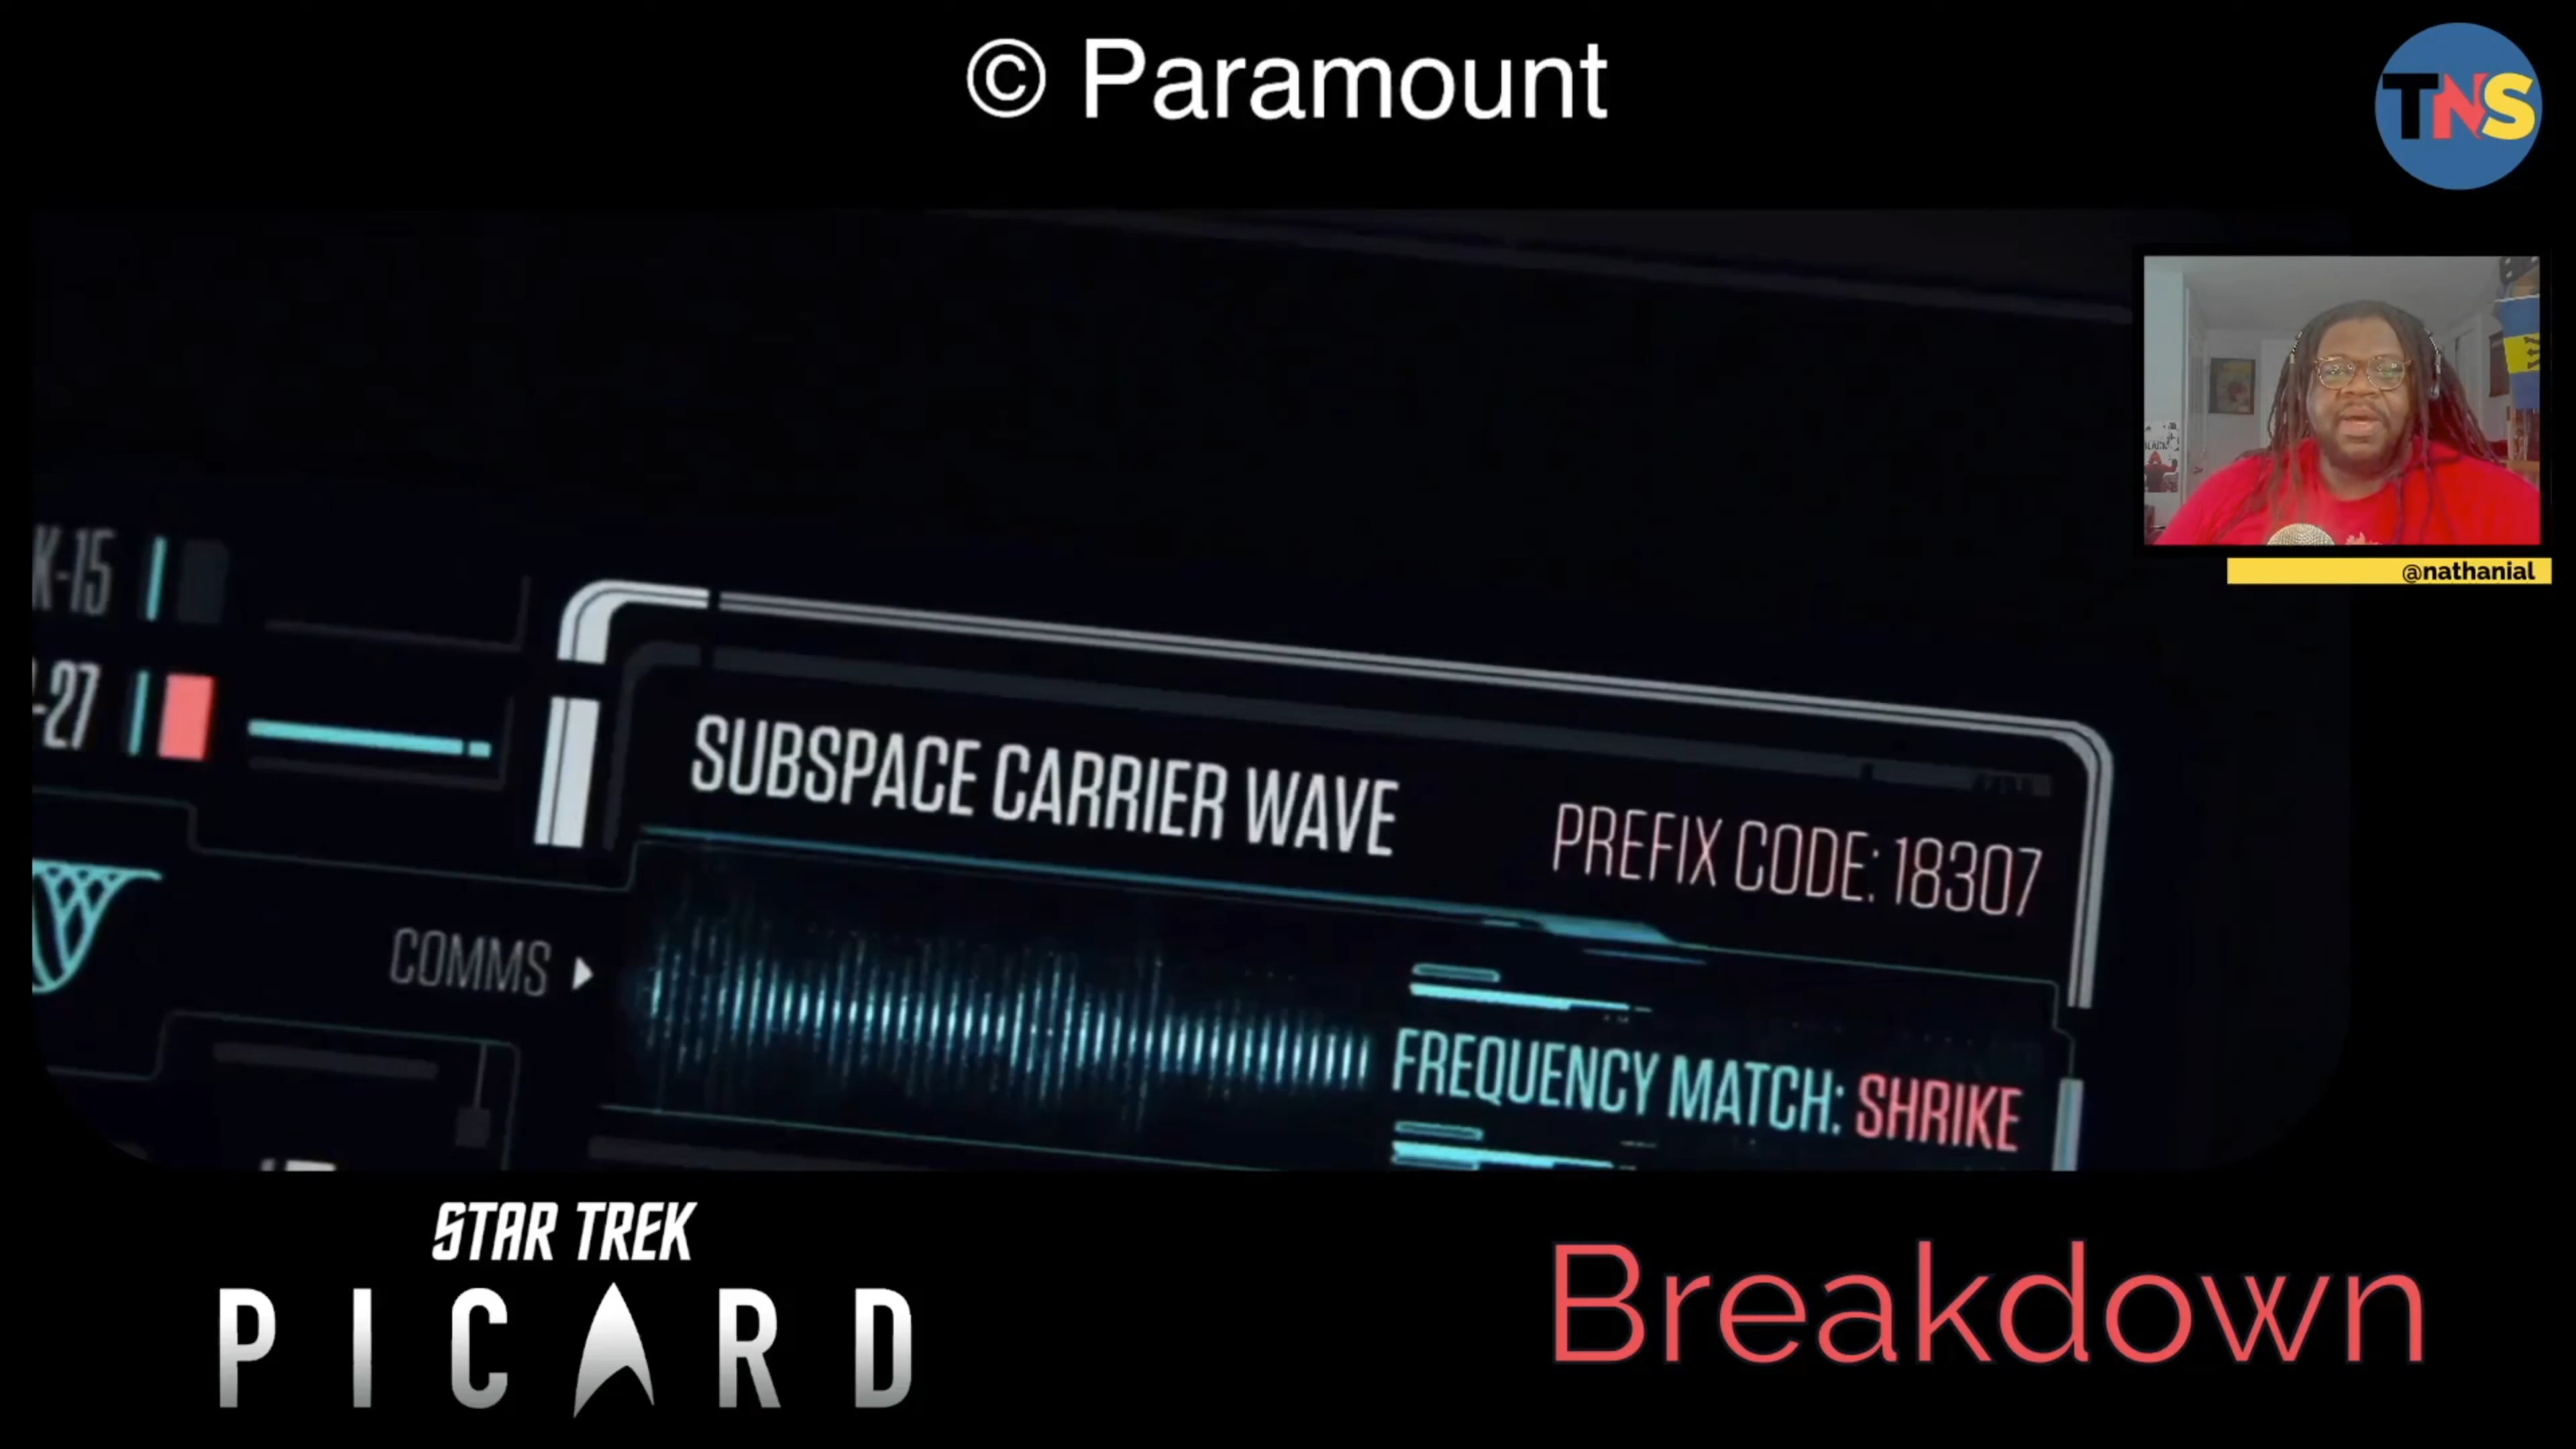 © Paramount
TNS
@nathanial
K-15
-27
SUBSPACE CARRIER WAVE
PREFIX CODE: 18307
COMMS
FREQUENCY MATCH: SHRIKE
STAR TREK
PICARD
Breakdown